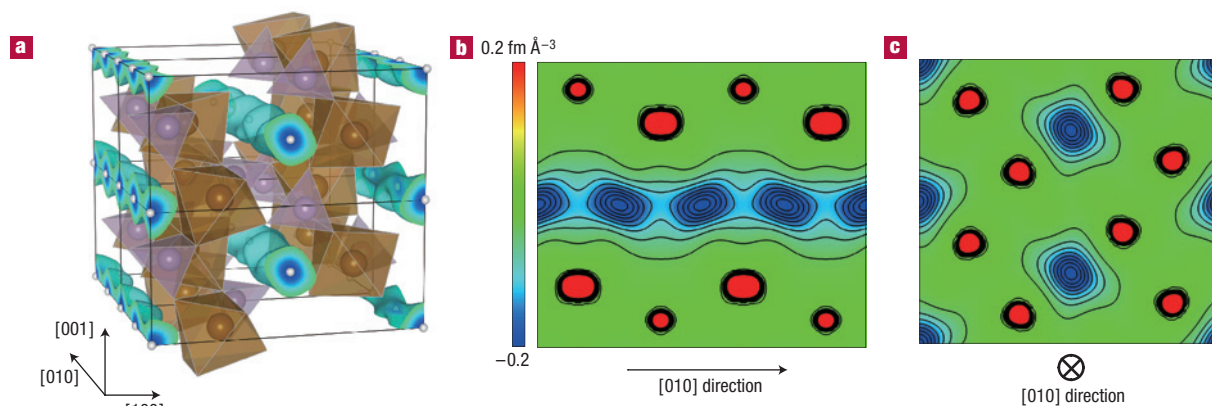 a
b
c
0.2 fm Å⁻³
−0.2
[001]
[010]
[010] direction
[010] direction